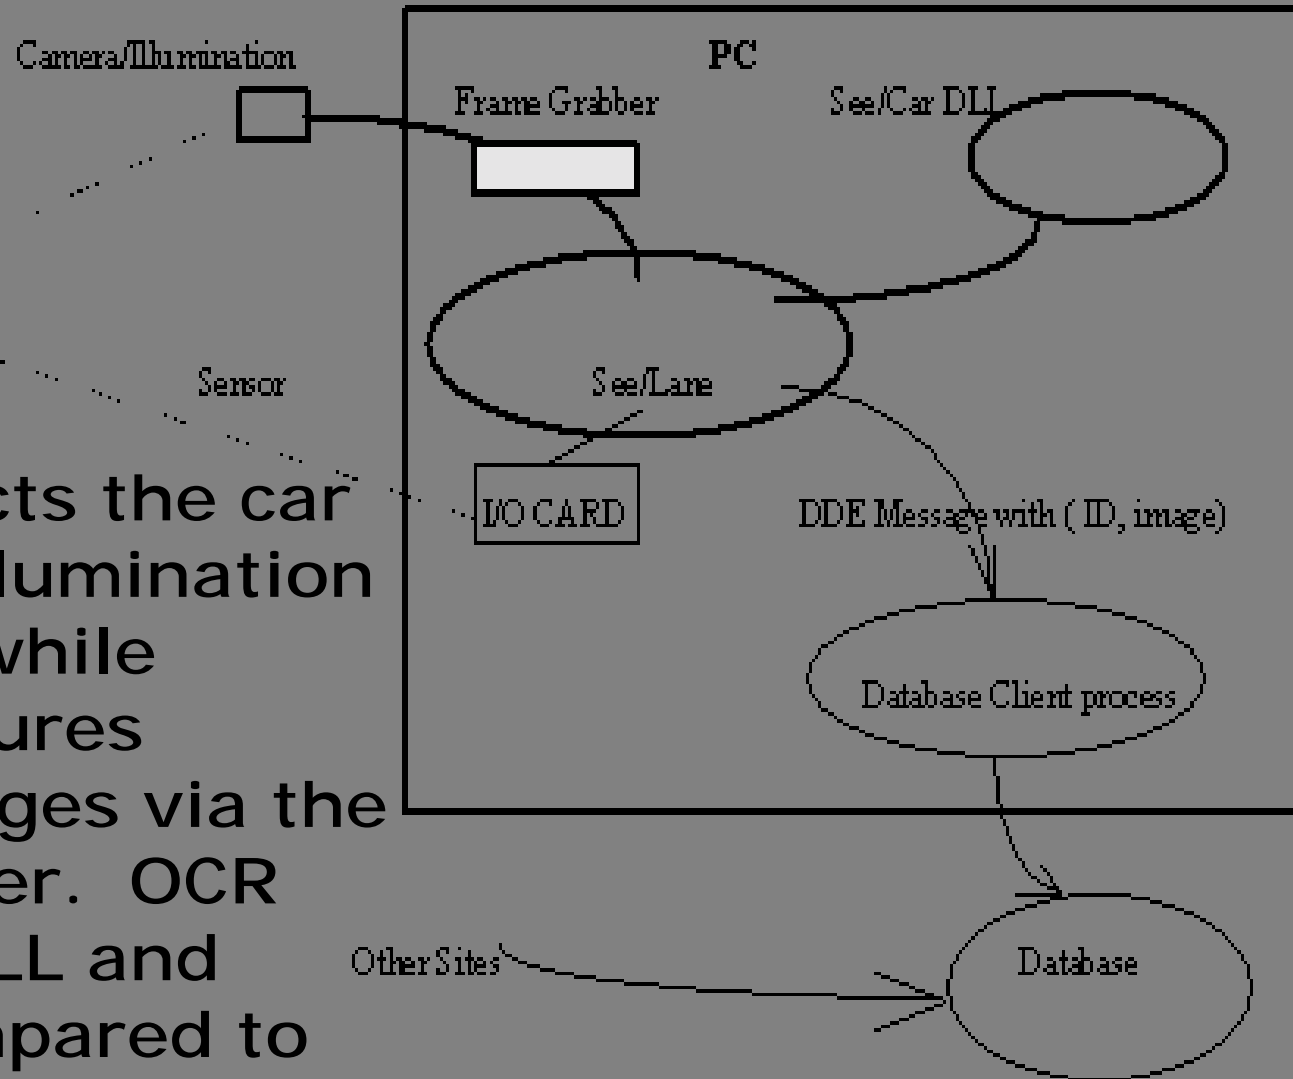 Camera/Illumination
PC
Frame Grabber
See/Car DLL
Sensor
See/Lane
I/O CARD
DDE Message with ( ID, image)
Database Client process
Other Sites
Database
cts the car
lumination
while
ures
ges via the
er. OCR
LL and
pared to